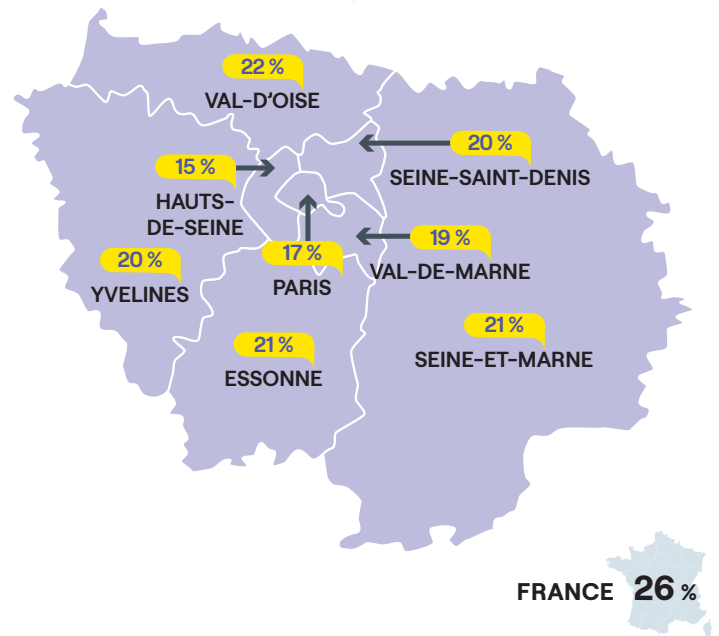 22 %
VAL-D'OISE
20 %
SEINE-SAINT-DENIS
15 %
HAUTS-
DE-SEINE
19 %
VAL-DE-MARNE
17 %
PARIS
20 %
YVELINES
21 %
SEINE-ET-MARNE
21 %
ESSONNE
FRANCE 26 %